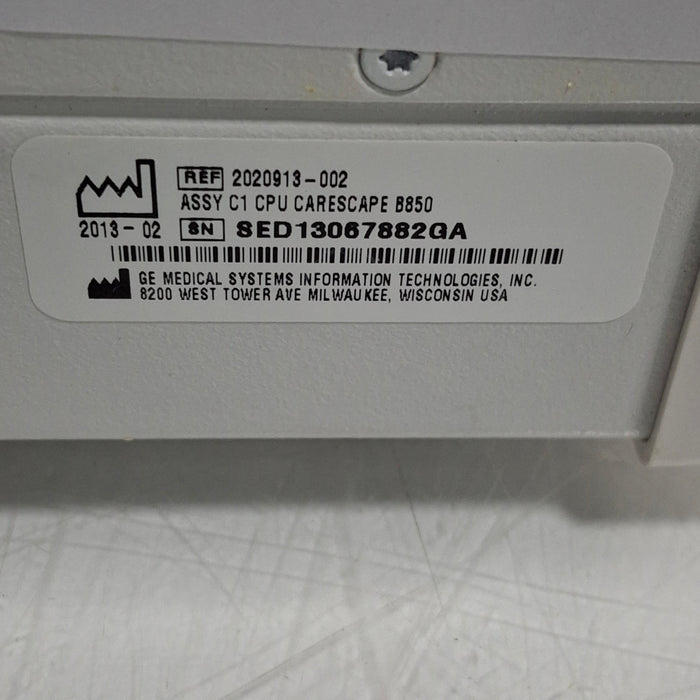 REF 2020913-002
ASSY C1 CPU CARESCAPE B850
2013-02 SN SED13067882GA
GE MEDICAL SYSTEMS INFORMATION TECHNOLOGIES, INC.
8200 WEST TOWER AVE MILWAUKEE, WISCONSIN USA